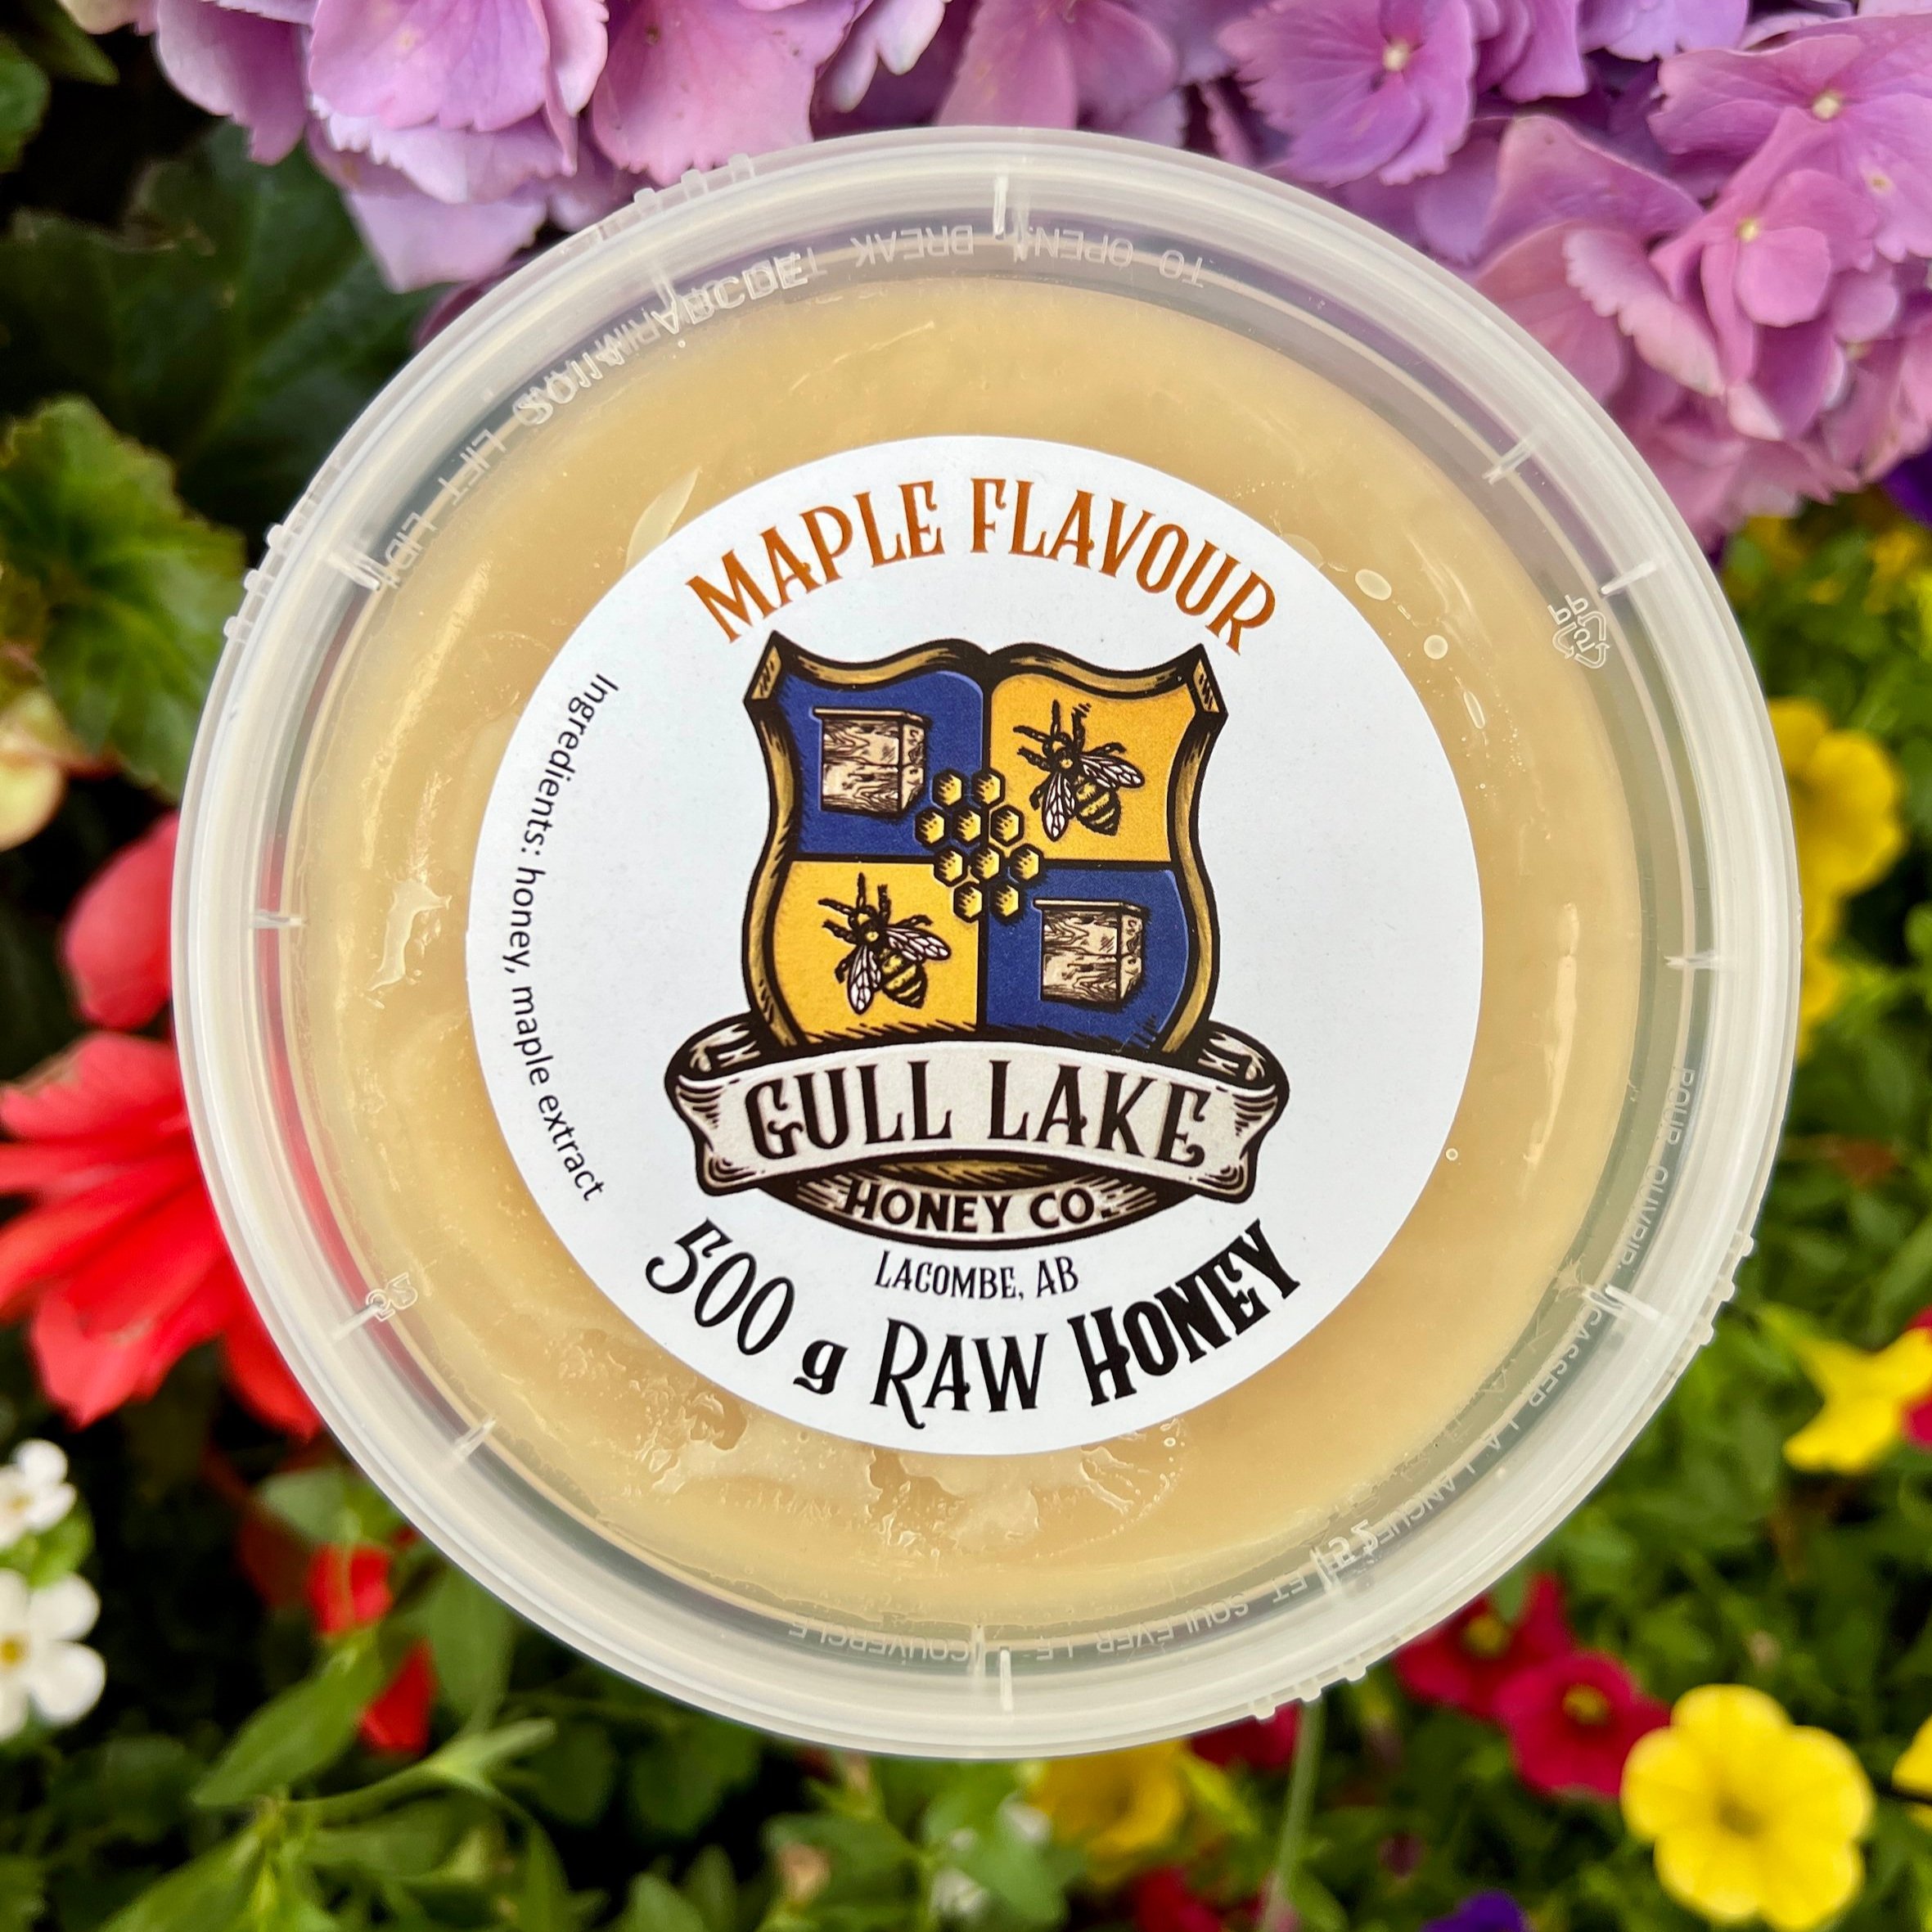 MAPLE FLAVOUR
Ingredients: honey, maple extract
GULL LAKE
HONEY CO.
LACOMBE, AB
500 g RAW HONEY
TO OPEN, BREAK
LIFT LID
PP
5
POUR OUVRIR,
CASSER LA LANGUETTE ET SOULEVER LE COUVERCLE